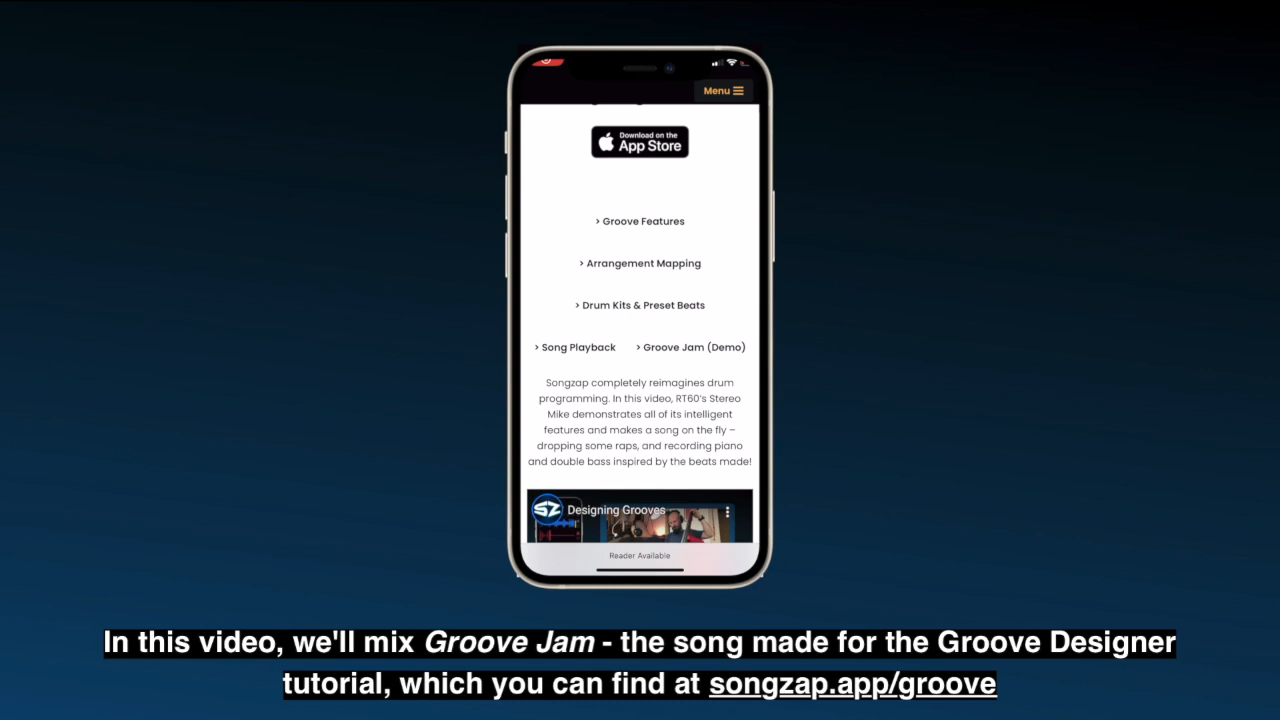 Menu
Download on the
App Store
> Groove Features
> Arrangement Mapping
> Drum Kits & Preset Beats
> Song Playback > Groove Jam (Demo)
Songzap completely reimagines drum
programming. In this video, RT60's Stereo
Mike demonstrates all of its intelligent
features and makes a song on the fly –
dropping some raps, and recording piano
and double bass inspired by the beats made!
SZ Designing Grooves
Reader Available
In this video, we'll mix Groove Jam - the song made for the Groove Designer
tutorial, which you can find at songzap.app/groove